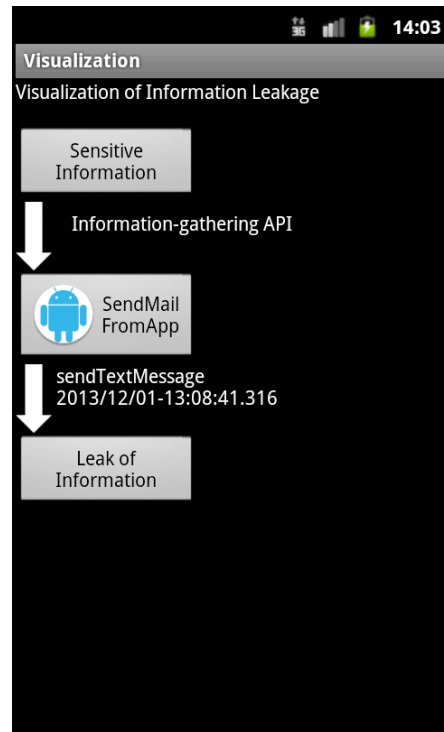 3G 14:03
Visualization
Visualization of Information Leakage
Sensitive
Information
Information-gathering API
SendMail
FromApp
sendTextMessage
2013/12/01-13:08:41.316
Leak of
Information